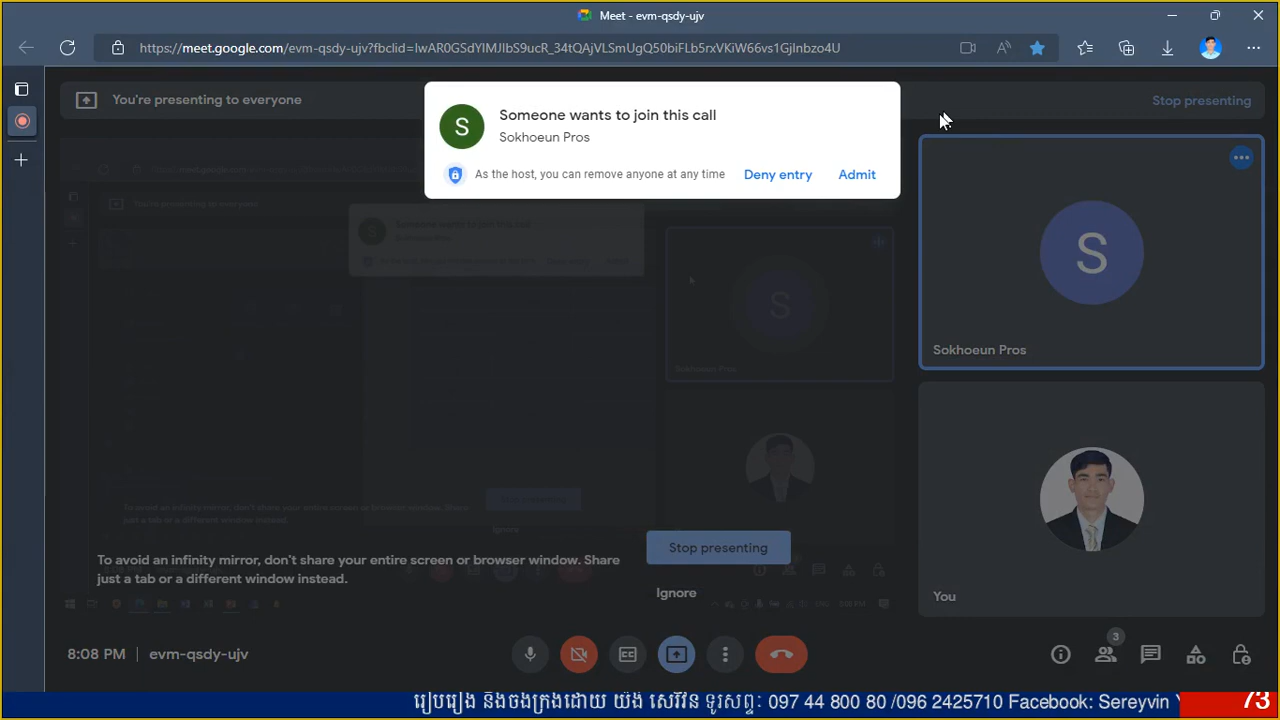 Meet - evm-qsdy-ujv
https://meet.google.com/evm-qsdy-ujv?fbclid=IwAR0GSdYIMJIbS9ucR_34tQAjVLSmUgQ50biFLb5rxVKiW66vs1GjInbzo4U
You're presenting to everyone
Stop presenting
S
Someone wants to join this call
Sokhoeun Pros
As the host, you can remove anyone at any time
Deny entry
Admit
S
Sokhoeun Pros
To avoid an infinity mirror, don't share your entire screen or browser window. Share
just a tab or a different window instead.
Stop presenting
Ignore
You
8:08 PM
evm-qsdy-ujv
3
រៀបរៀង និងចងក្រងដោយ យ៉ង់ សេរីវីន ទូរសព្ទៈ 097 44 800 80 /096 2425710 Facebook: Sereyvin
73